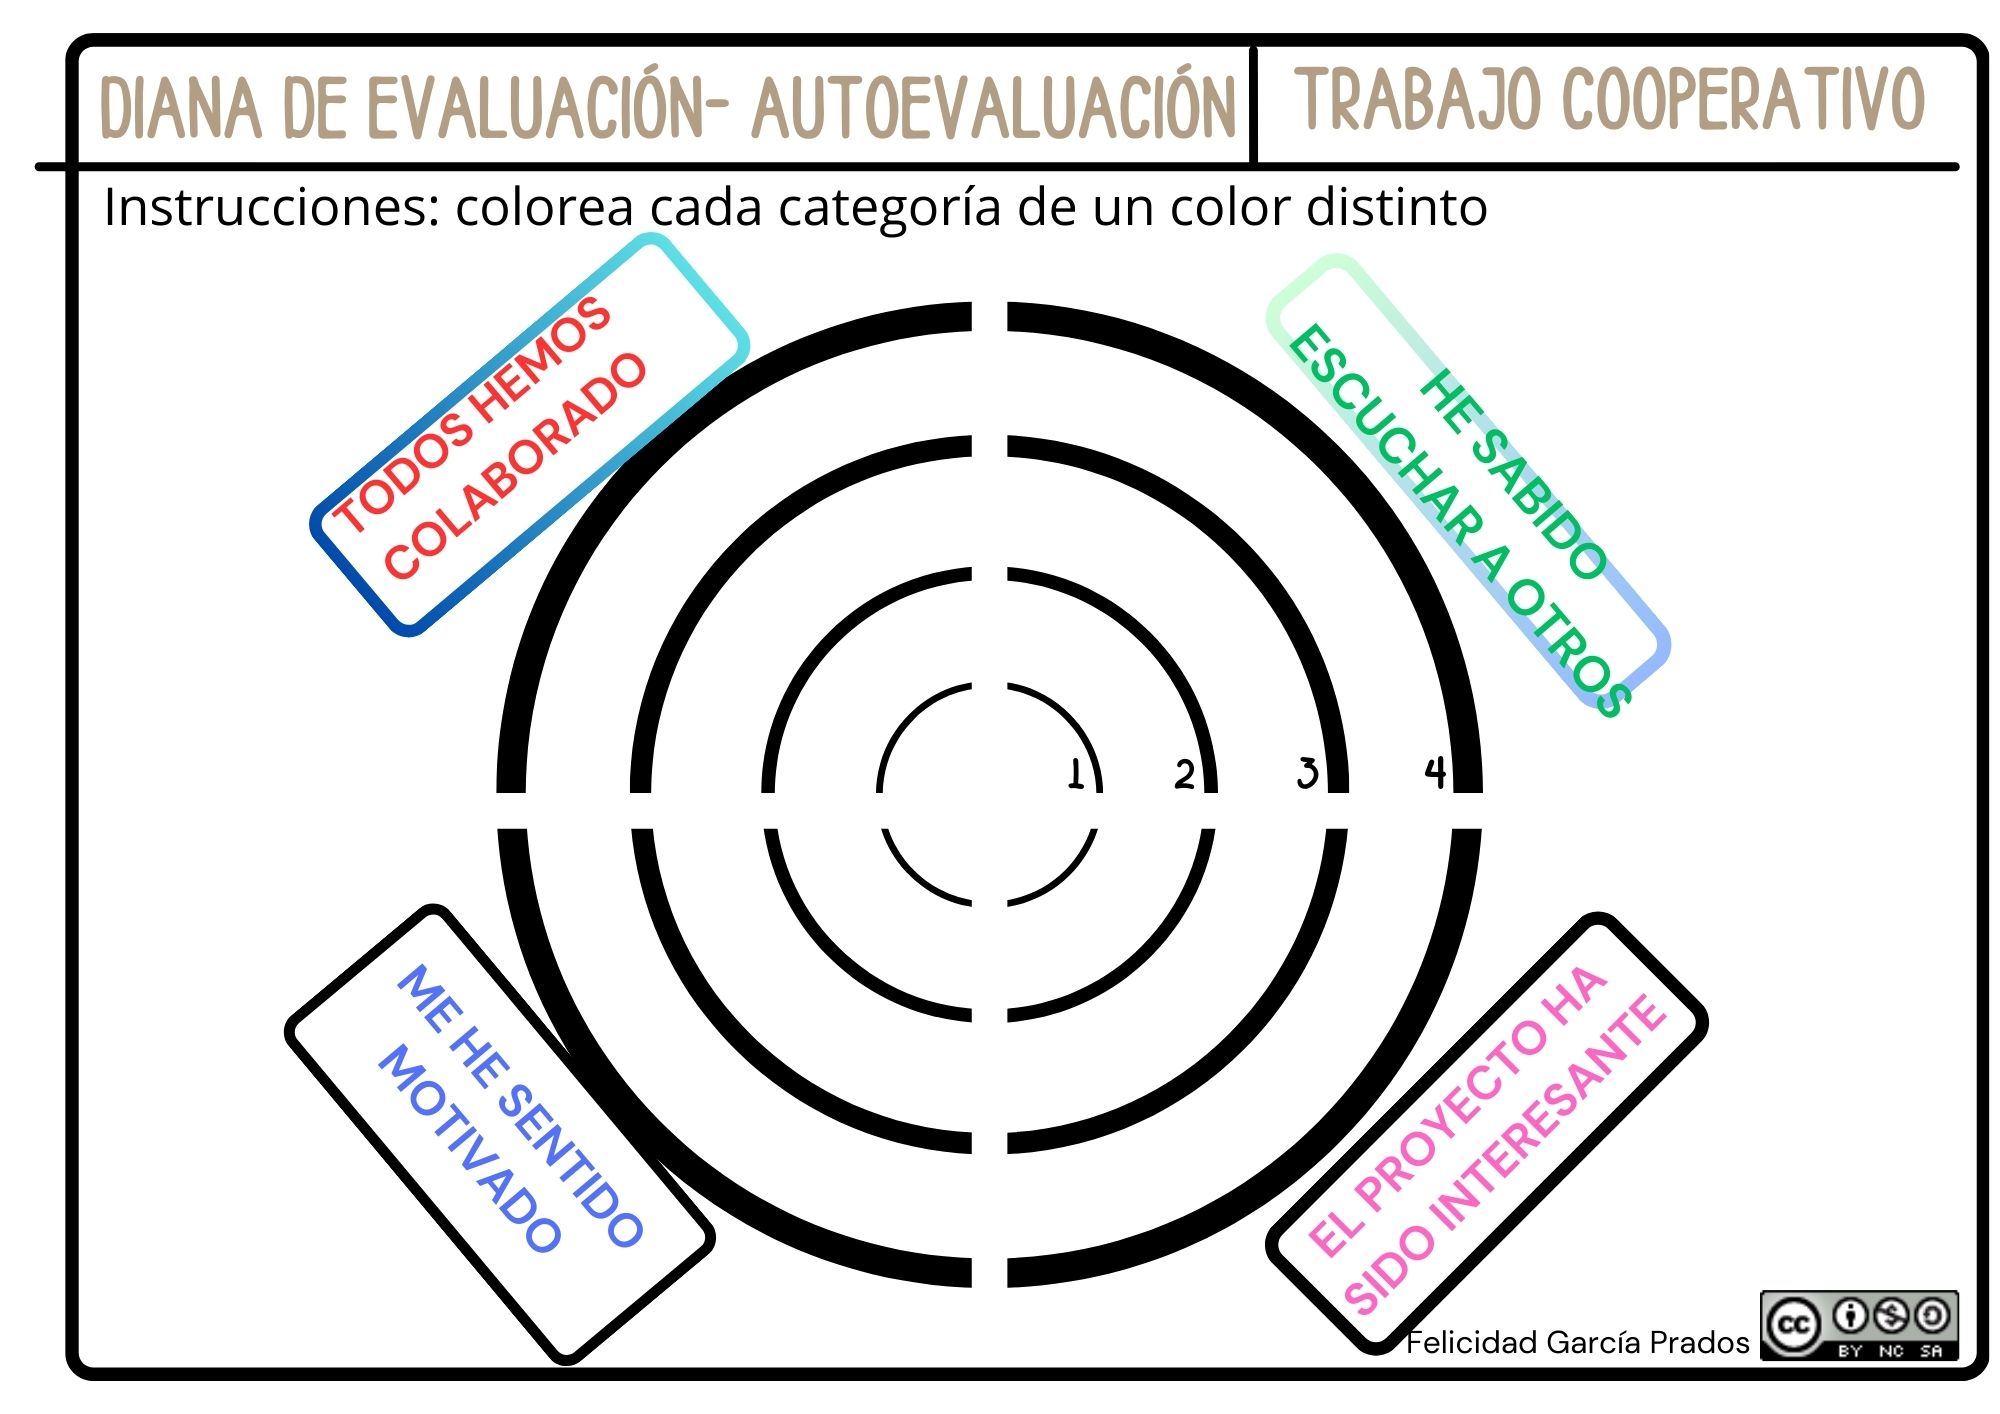 DIANA DE EVALUACIÓN- AUTOEVALUACIÓN
TRABAJO COOPERATIVO
Instrucciones: colorea cada categoría de un color distinto
TODOS HEMOS
COLABORADO
HE SABIDO
ESCUCHAR A OTROS
1 2 3 4
ME HE SENTIDO
MOTIVADO
EL PROYECTO HA
SIDO INTERESANTE
Felicidad García Prados
cc
BY NC SA